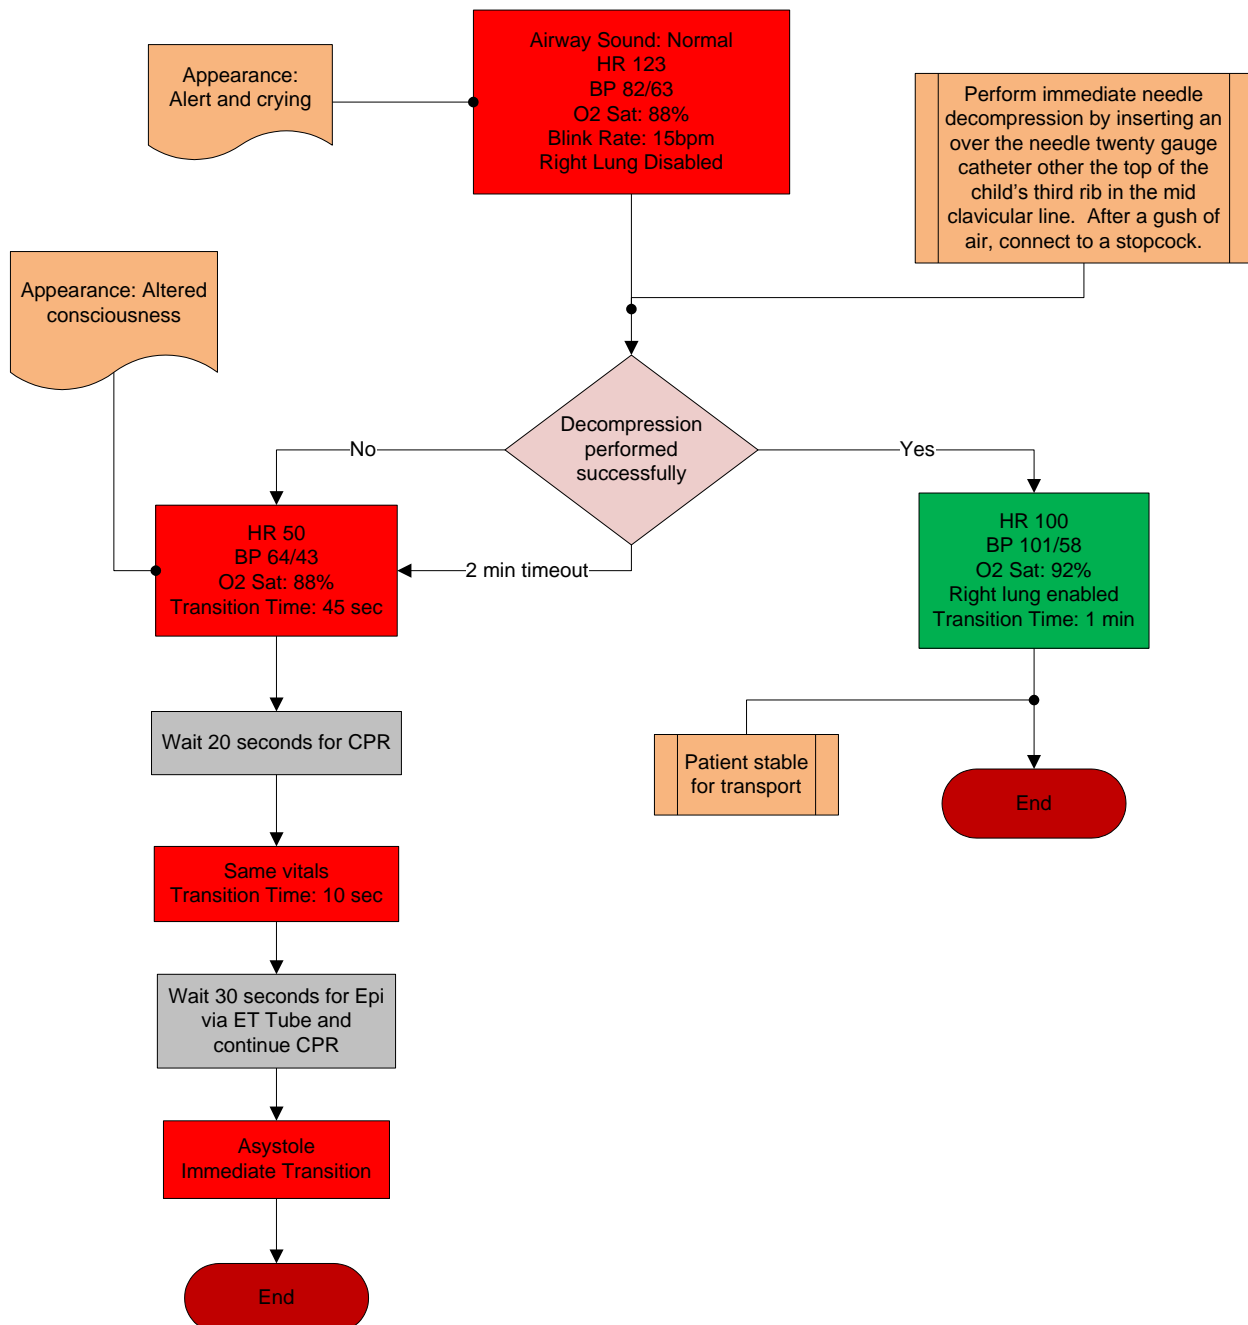 Airway Sound: Normal
HR 123
BP 82/63
O2 Sat: 88%
Blink Rate: 15bpm
Right Lung Disabled
Appearance:
Alert and crying
Perform immediate needle
decompression by inserting an
over the needle twenty gauge
catheter other the top of the
child's third rib in the mid
clavicular line.  After a gush of
air, connect to a stopcock.
Appearance: Altered
consciousness
Decompression
performed
successfully
No
Yes
2 min timeout
HR 50
BP 64/43
O2 Sat: 88%
Transition Time: 45 sec
HR 100
BP 101/58
O2 Sat: 92%
Right lung enabled
Transition Time: 1 min
Wait 20 seconds for CPR
Patient stable
for transport
End
Same vitals
Transition Time: 10 sec
Wait 30 seconds for Epi
via ET Tube and
continue CPR
Asystole
Immediate Transition
End